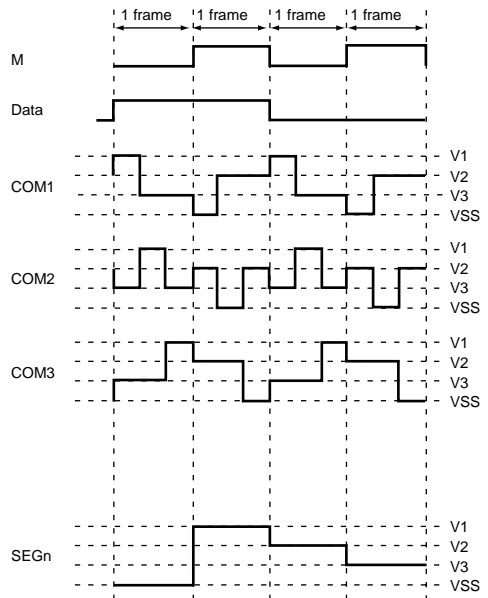 1 frame 1 frame 1 frame 1 frame
M
Data
COM1
V1
V2
V3
VSS
COM2
V1
V2
V3
VSS
COM3
V1
V2
V3
VSS
SEGn
V1
V2
V3
VSS